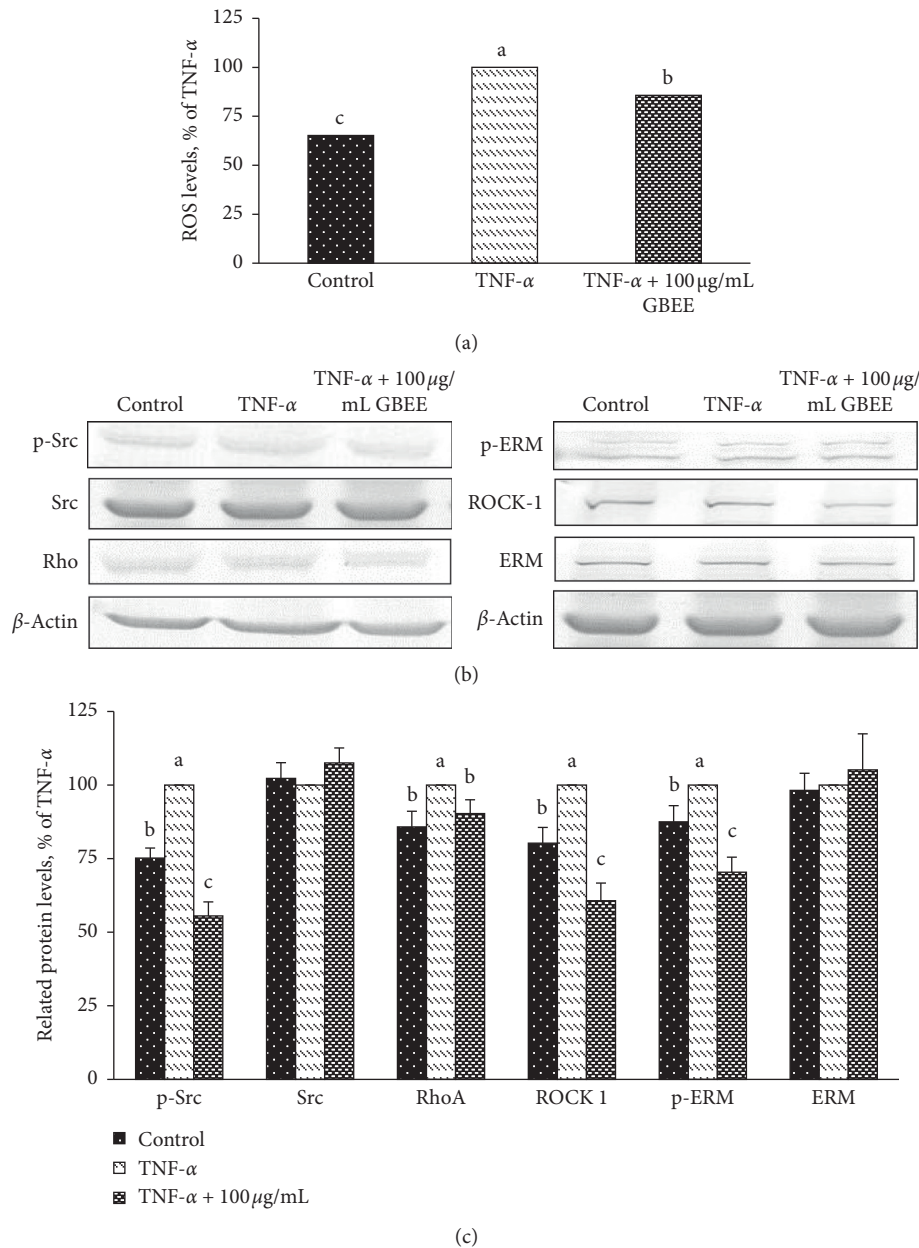 ROS levels, % of TNF-α
125
100
75
50
25
0
c
a
b
Control
TNF-α
TNF-α + 100 μg/mL
GBEE
(a)
Control
TNF-α
TNF-α + 100 μg/
mL GBEE
p-Src
Src
Rho
β-Actin
Control
TNF-α
TNF-α + 100 μg/
mL GBEE
p-ERM
ROCK-1
ERM
β-Actin
(b)
Related protein levels, % of TNF-α
125
100
75
50
25
0
b
a
c
b
a
b
b
a
c
b
a
c
p-Src
Src
RhoA
ROCK 1
p-ERM
ERM
Control
TNF-α
TNF-α + 100 μg/mL
(c)